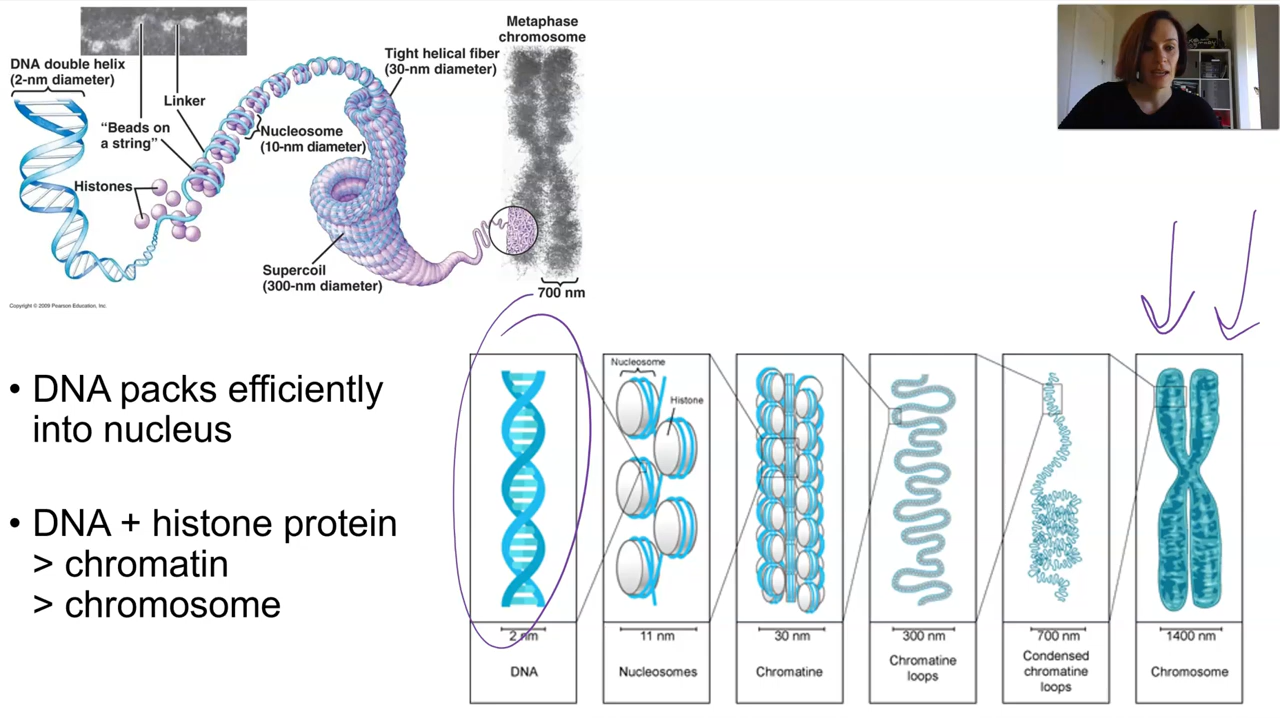 Metaphase
chromosome
Tight helical fiber
(30-nm diameter)
DNA double helix
(2-nm diameter)
Linker
“Beads on
a string”
Nucleosome
(10-nm diameter)
Histones
Supercoil
(300-nm diameter)
700 nm
Copyright © 2009 Pearson Education, Inc.
• DNA packs efficiently
into nucleus
• DNA + histone protein
> chromatin
> chromosome
Nucleosome
Histone
2 nm
11 nm
30 nm
300 nm
700 nm
1400 nm
DNA
Nucleosomes
Chromatine
Chromatine
loops
Condensed
chromatine
loops
Chromosome